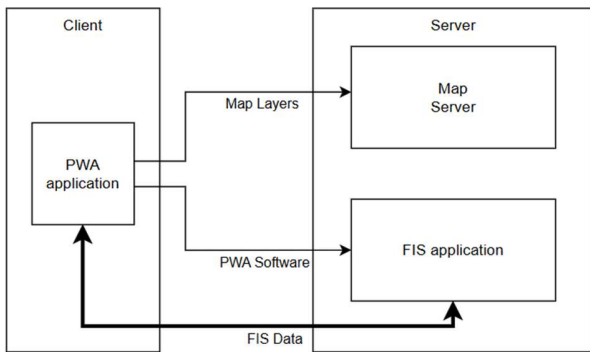 Client
Server
Map
Server
Map Layers
PWA
application
FIS application
PWA Software
FIS Data